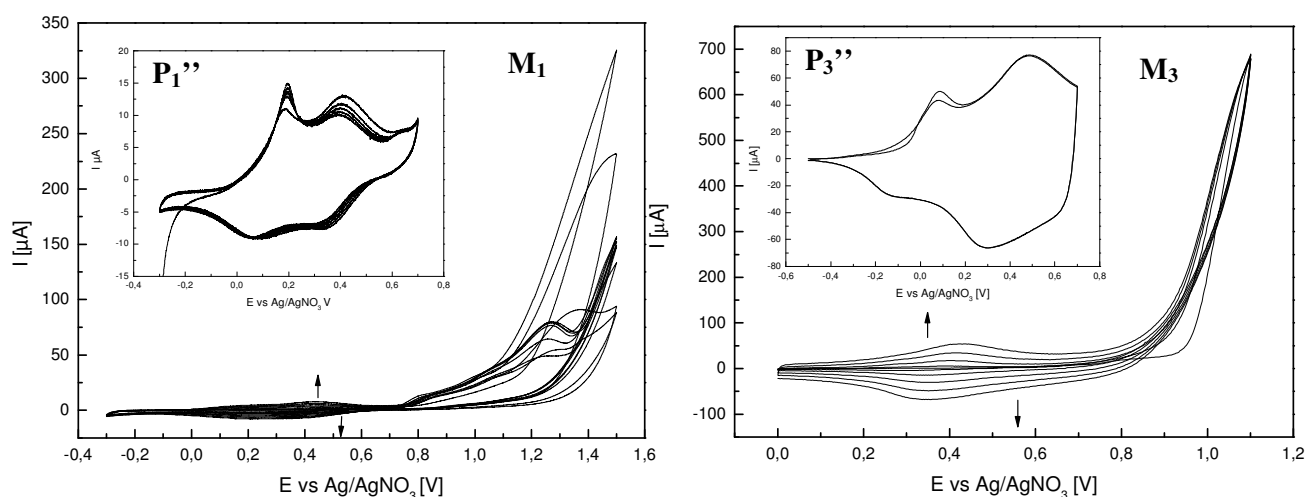 350
300
250
200
150
100
50
0
I [µA]
-0,4 -0,2 0,0 0,2 0,4 0,6 0,8 1,0 1,2 1,4 1,6
E vs Ag/AgNO3 [V]
M1
P1’’
20
15
10
5
0
-5
-10
-15
I µA
-0,4 -0,2 0,0 0,2 0,4 0,6 0,8
E vs Ag/AgNO3 V
700
600
500
400
300
200
100
0
-100
I [µA]
0,0 0,2 0,4 0,6 0,8 1,0 1,2
E vs Ag/AgNO3 [V]
M3
P3’’
80
60
40
20
0
-20
-40
-60
-80
I [µA]
-0,6 -0,4 -0,2 0,0 0,2 0,4 0,6 0,8
E vs Ag/AgNO3 [V]